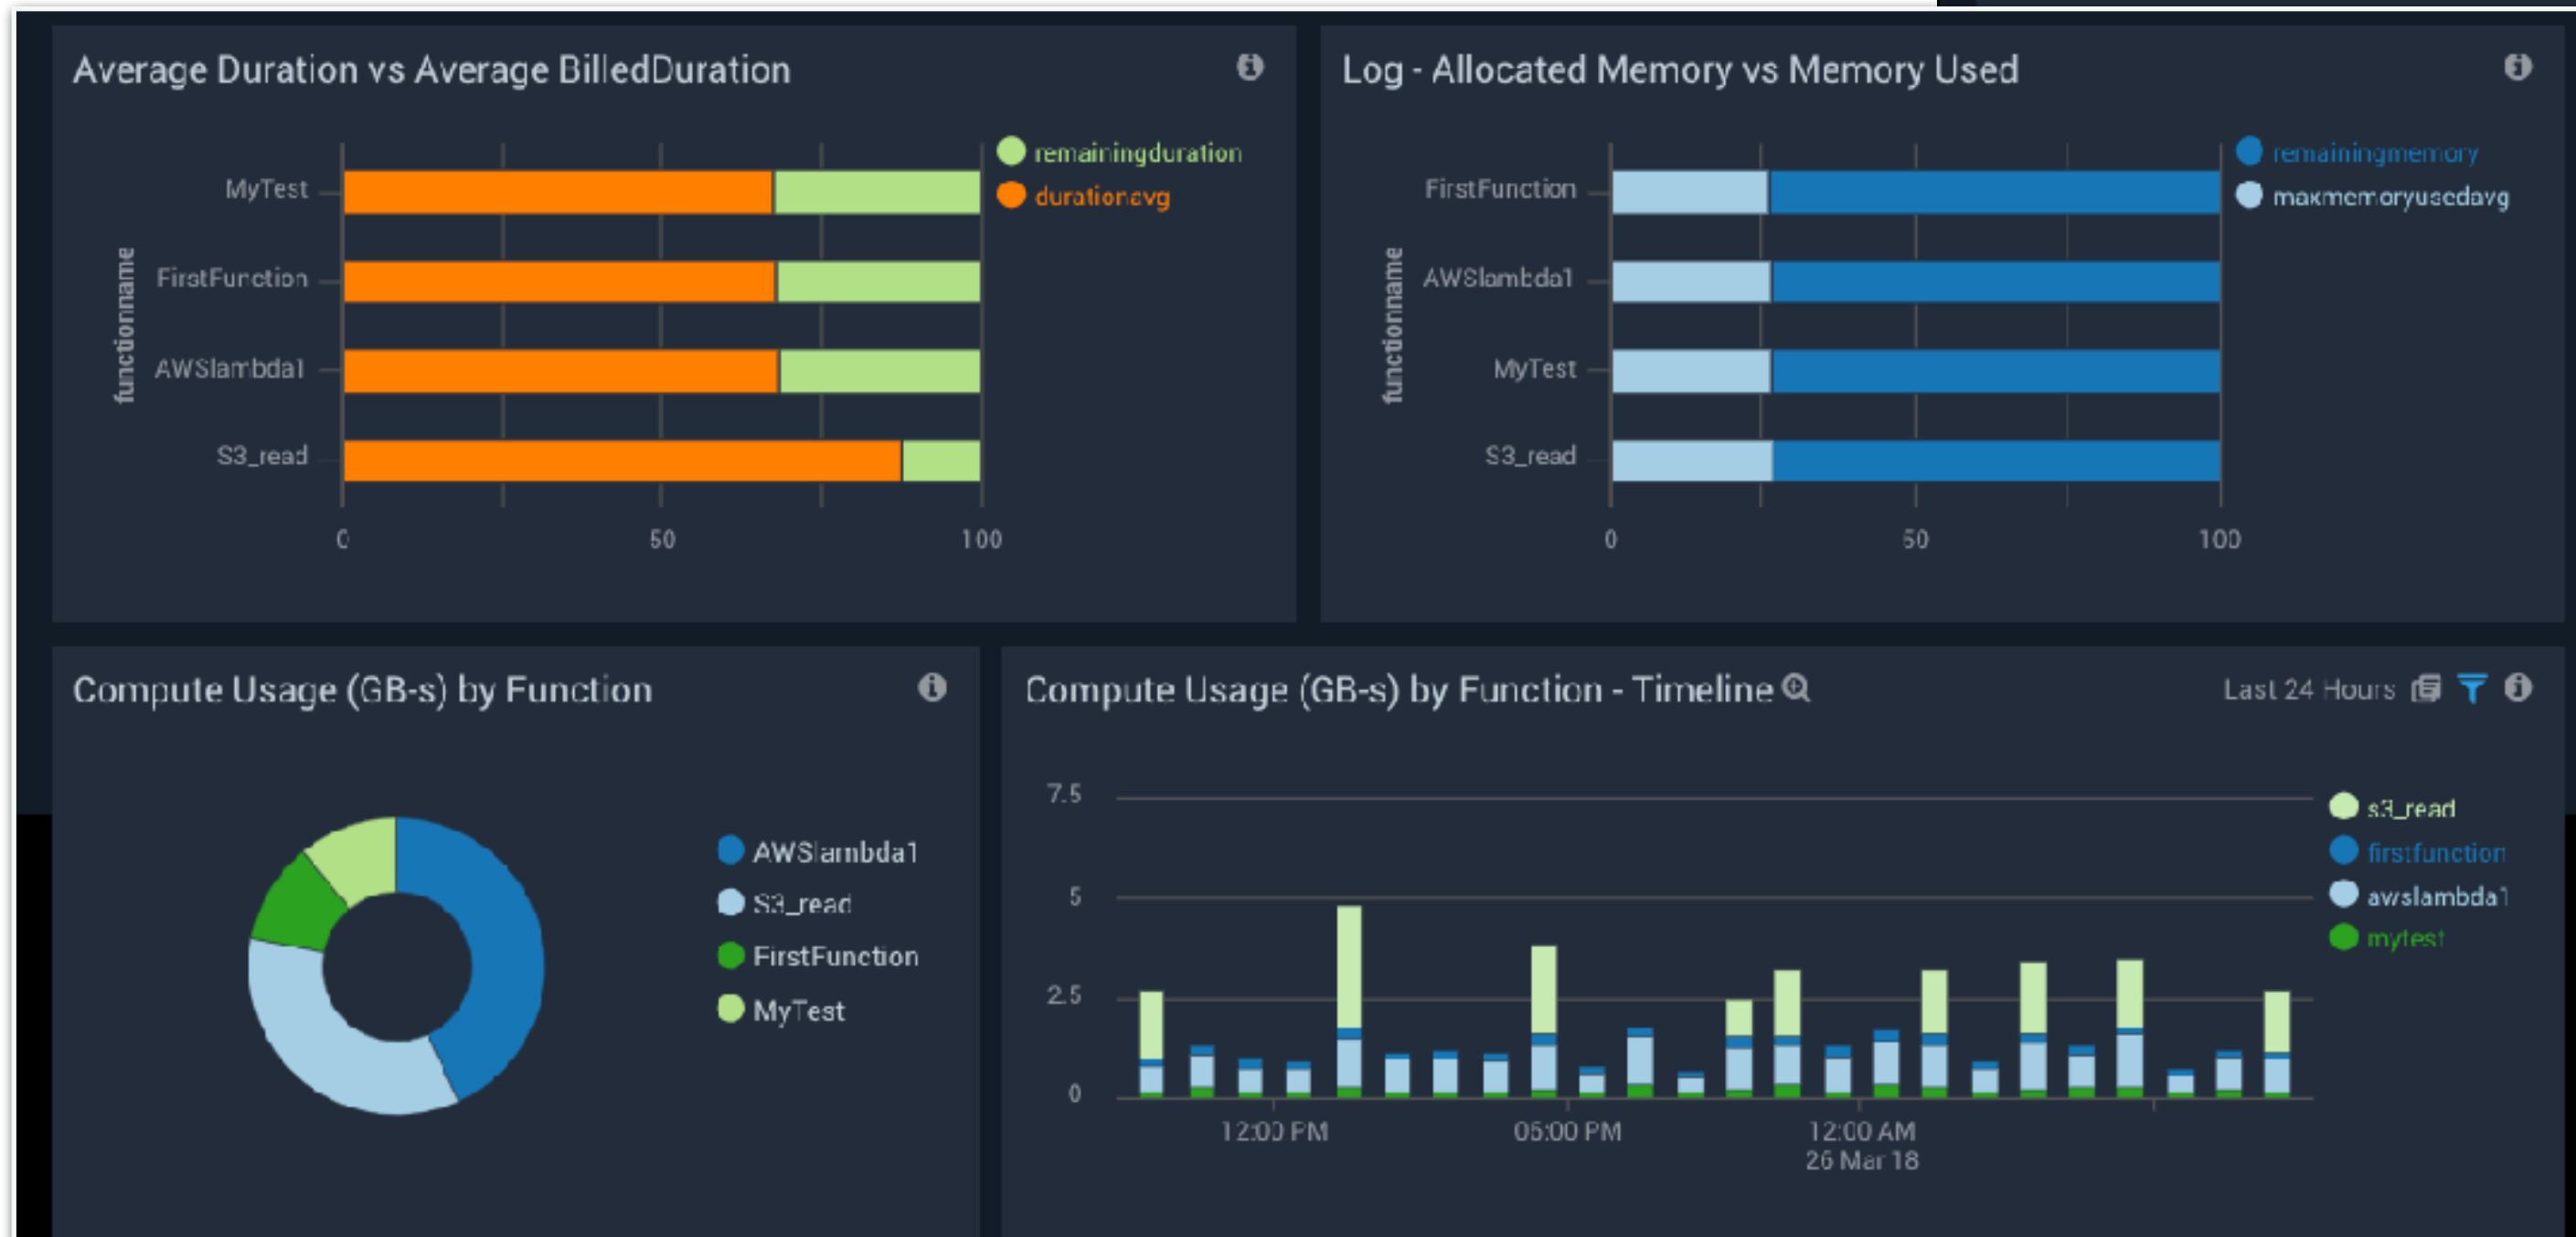 Average Duration vs Average BilledDuration
remainingduration
durationavg
functionname
MyTest
FirstFunction
AWSlambda1
S3_read
0 50 100
Log - Allocated Memory vs Memory Used
remainingmemory
maxmemoryusedavg
functionname
FirstFunction
AWSlambda1
MyTest
S3_read
0 50 100
Compute Usage (GB-s) by Function
AWSlambda1
S3_read
FirstFunction
MyTest
Compute Usage (GB-s) by Function - Timeline
Last 24 Hours
7.5
5
2.5
0
12:00 PM 06:00 PM 12:00 AM
26 Mar 18
s3_read
firstfunction
awslambda1
mytest